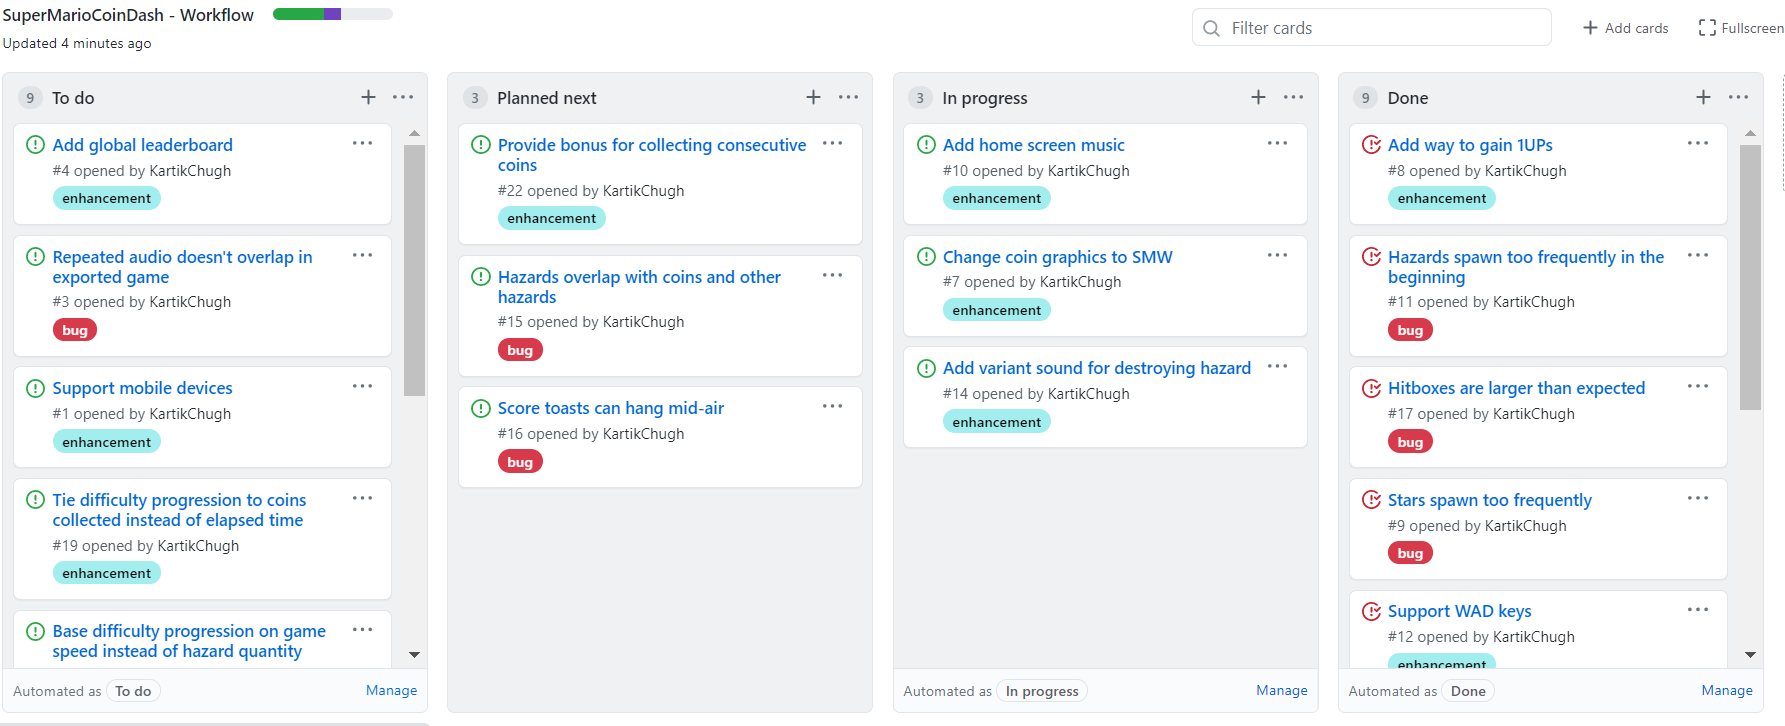 SuperMarioCoinDash - Workflow
Updated 4 minutes ago
Filter cards
Add cards
Fullscreen
9 To do
Add global leaderboard
#4 opened by KartikChugh
enhancement
Repeated audio doesn't overlap in
exported game
#3 opened by KartikChugh
bug
Support mobile devices
#1 opened by KartikChugh
enhancement
Tie difficulty progression to coins
collected instead of elapsed time
#19 opened by KartikChugh
enhancement
Base difficulty progression on game
speed instead of hazard quantity
Automated as To do
Manage
3 Planned next
Provide bonus for collecting consecutive
coins
#22 opened by KartikChugh
enhancement
Hazards overlap with coins and other
hazards
#15 opened by KartikChugh
bug
Score toasts can hang mid-air
#16 opened by KartikChugh
bug
3 In progress
Add home screen music
#10 opened by KartikChugh
enhancement
Change coin graphics to SMW
#7 opened by KartikChugh
enhancement
Add variant sound for destroying hazard
#14 opened by KartikChugh
enhancement
Automated as In progress
Manage
9 Done
Add way to gain 1UPs
#8 opened by KartikChugh
enhancement
Hazards spawn too frequently in the
beginning
#11 opened by KartikChugh
bug
Hitboxes are larger than expected
#17 opened by KartikChugh
bug
Stars spawn too frequently
#9 opened by KartikChugh
bug
Support WAD keys
#12 opened by KartikChugh
enhancement
Automated as Done
Manage